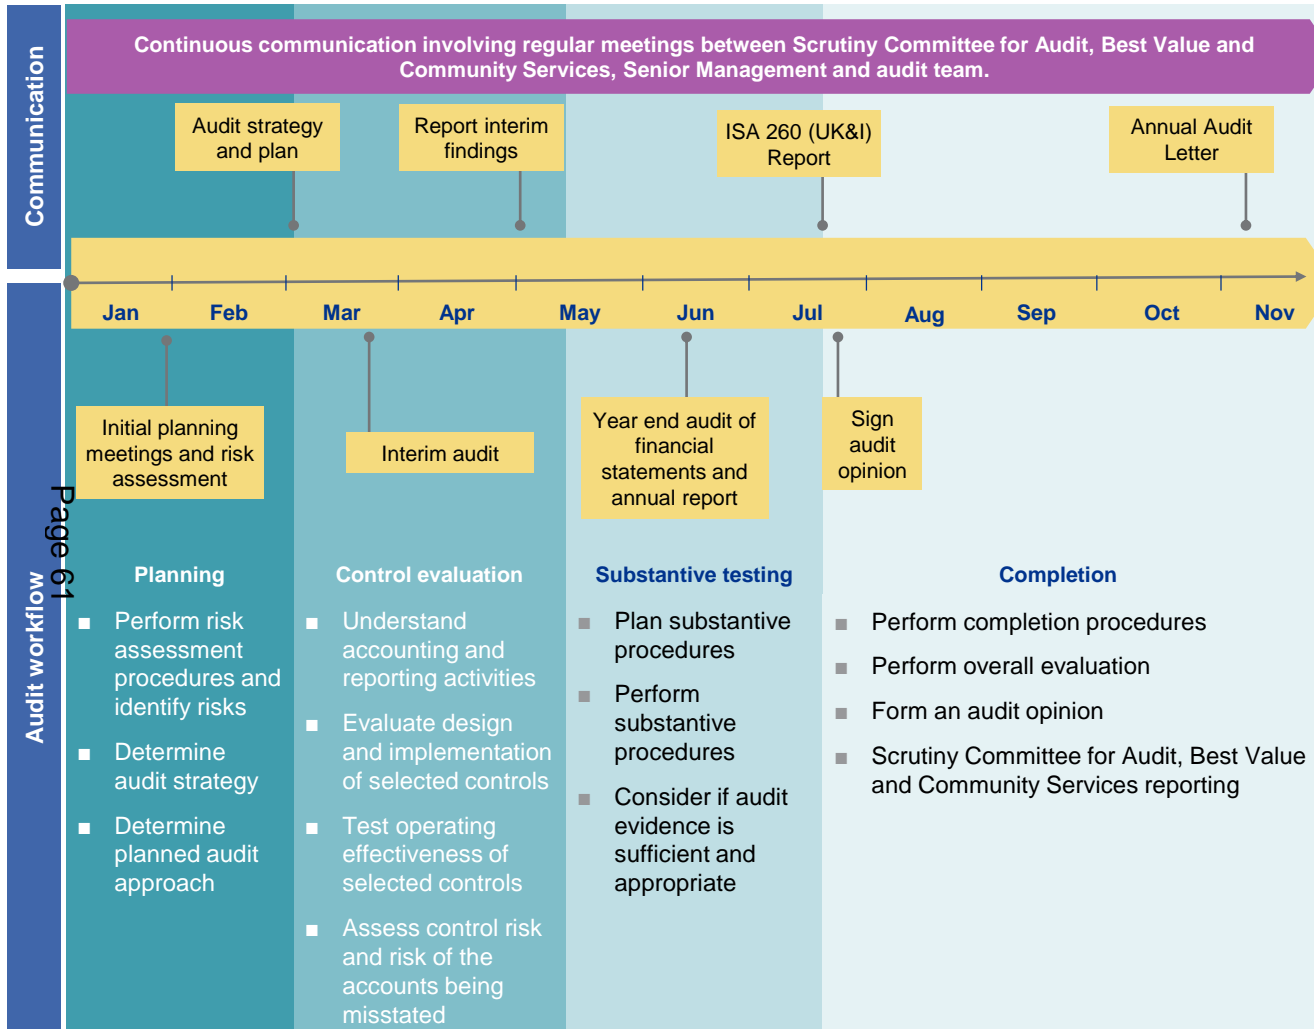 Communication
Continuous communication involving regular meetings between Scrutiny Committee for Audit, Best Value and
Community Services, Senior Management and audit team.
Audit strategy
and plan
Report interim
findings
ISA 260 (UK&I)
Report
Annual Audit
Letter
Jan Feb Mar Apr May Jun Jul Aug Sep Oct Nov
Audit workflow
Initial planning
meetings and risk
assessment
Interim audit
Year end audit of
financial
statements and
annual report
Sign
audit
opinion
Page 61
Planning
■ Perform risk
assessment
procedures and
identify risks
■ Determine
audit strategy
■ Determine
planned audit
approach
Control evaluation
■ Understand
accounting and
reporting activities
■ Evaluate design
and implementation
of selected controls
■ Test operating
effectiveness of
selected controls
■ Assess control risk
and risk of the
accounts being
misstated
Substantive testing
■ Plan substantive
procedures
■ Perform
substantive
procedures
■ Consider if audit
evidence is
sufficient and
appropriate
Completion
■ Perform completion procedures
■ Perform overall evaluation
■ Form an audit opinion
■ Scrutiny Committee for Audit, Best Value
and Community Services reporting